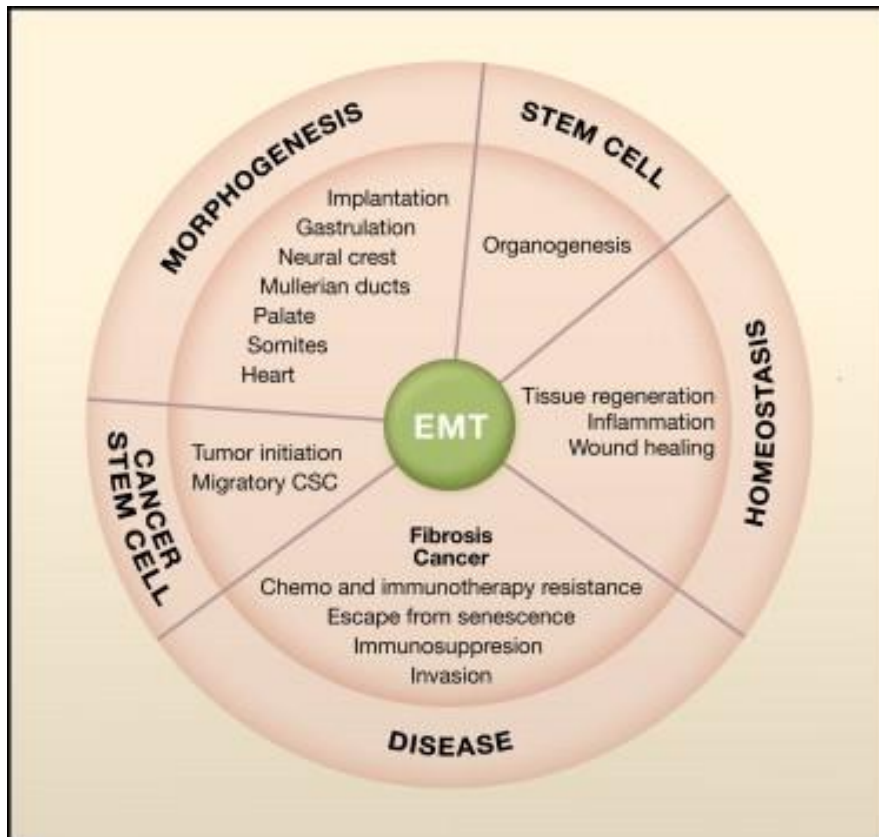 MORPHOGENESIS
Implantation
Gastrulation
Neural crest
Mullerian ducts
Palate
Somites
Heart
STEM CELL
Organogenesis
HOMEOSTASIS
Tissue regeneration
Inflammation
Wound healing
EMT
CANCER
STEM CELL
Tumor initiation
Migratory CSC
Fibrosis
Cancer
Chemo and immunotherapy resistance
Escape from senescence
Immunosuppresion
Invasion
DISEASE